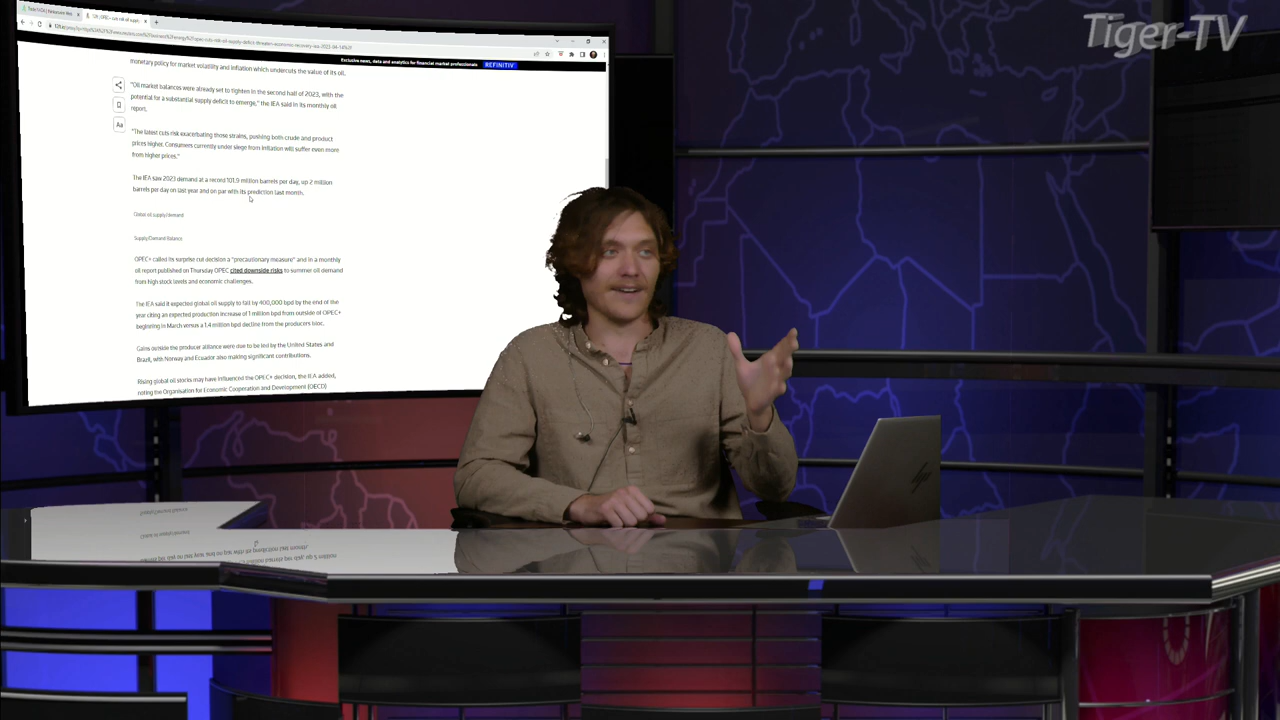 Tiger-TV
Exclusive news, data and analytics for financial market professionals REFINITIV
monetary policy for market volatility and inflation which undercuts the value of its oil.
"Oil market balances were already set to tighten in the second half of 2023, with the
potential for a substantial supply deficit to emerge," the IEA said in its monthly oil
report.
"The latest cuts risk exacerbating those strains, pushing both crude and product
prices higher. Consumers currently under siege from inflation will suffer even more
from higher prices."
The IEA saw 2023 demand at a record 101.9 million barrels per day, up 2 million
barrels per day on last year and on par with its prediction last month.
Global oil supply/demand
Supply/Demand Balance
OPEC+ called its surprise cut decision a "precautionary measure" and in a monthly
oil report published on Thursday OPEC cited downside risks to summer oil demand
from high stock levels and economic challenges.
The IEA said it expected global oil supply to fall by 400,000 bpd by the end of the
year citing an expected production increase of 1 million bpd from outside of OPEC+
beginning in March versus a 1.4 million bpd decline from the producers bloc.
Gains outside the producer alliance were due to be led by the United States and
Brazil, with Norway and Ecuador also making significant contributions.
Rising global oil stocks may have influenced the OPEC+ decision, the IEA added,
noting the Organisation for Economic Cooperation and Development (OECD)
Aa
hp